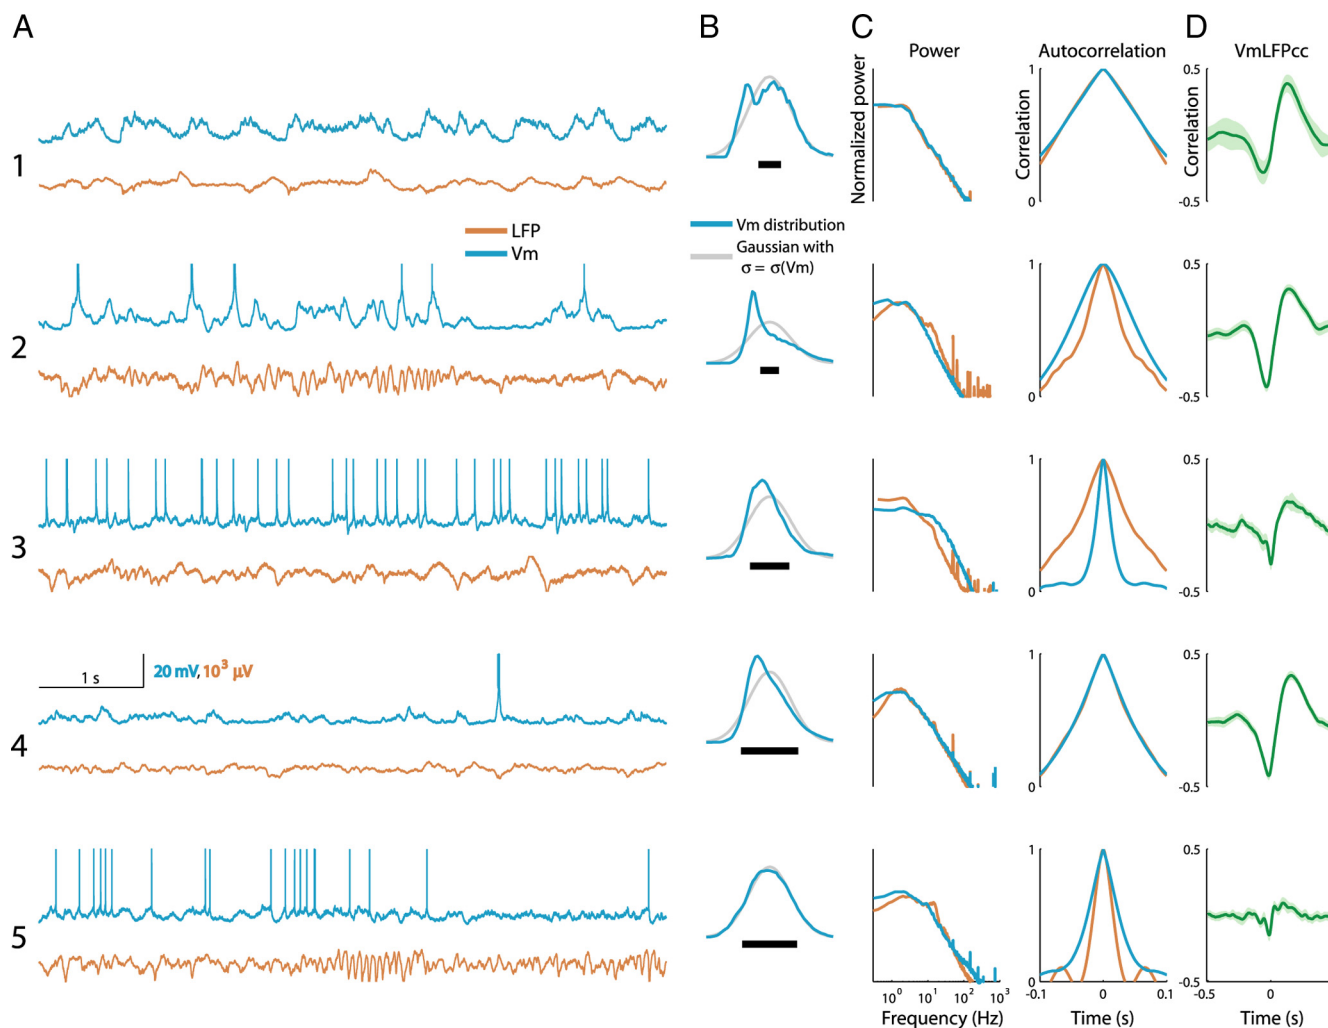 A
B
C
D
Power
Autocorrelation
VmLFPcc
1
LFP
Vm
Vm distribution
Gaussian with
σ = σ(Vm)
Normalized power
Correlation
1
0
Correlation
0.5
-0.5
2
1
0
0.5
-0.5
3
1
0
0.5
-0.5
1 s
20 mV, 10³ µV
4
1
0
0.5
-0.5
5
1
0
0.5
-0.5
10⁰ 10¹ 10² 10³
Frequency (Hz)
-0.1 0 0.1
Time (s)
-0.5 0
Time (s)